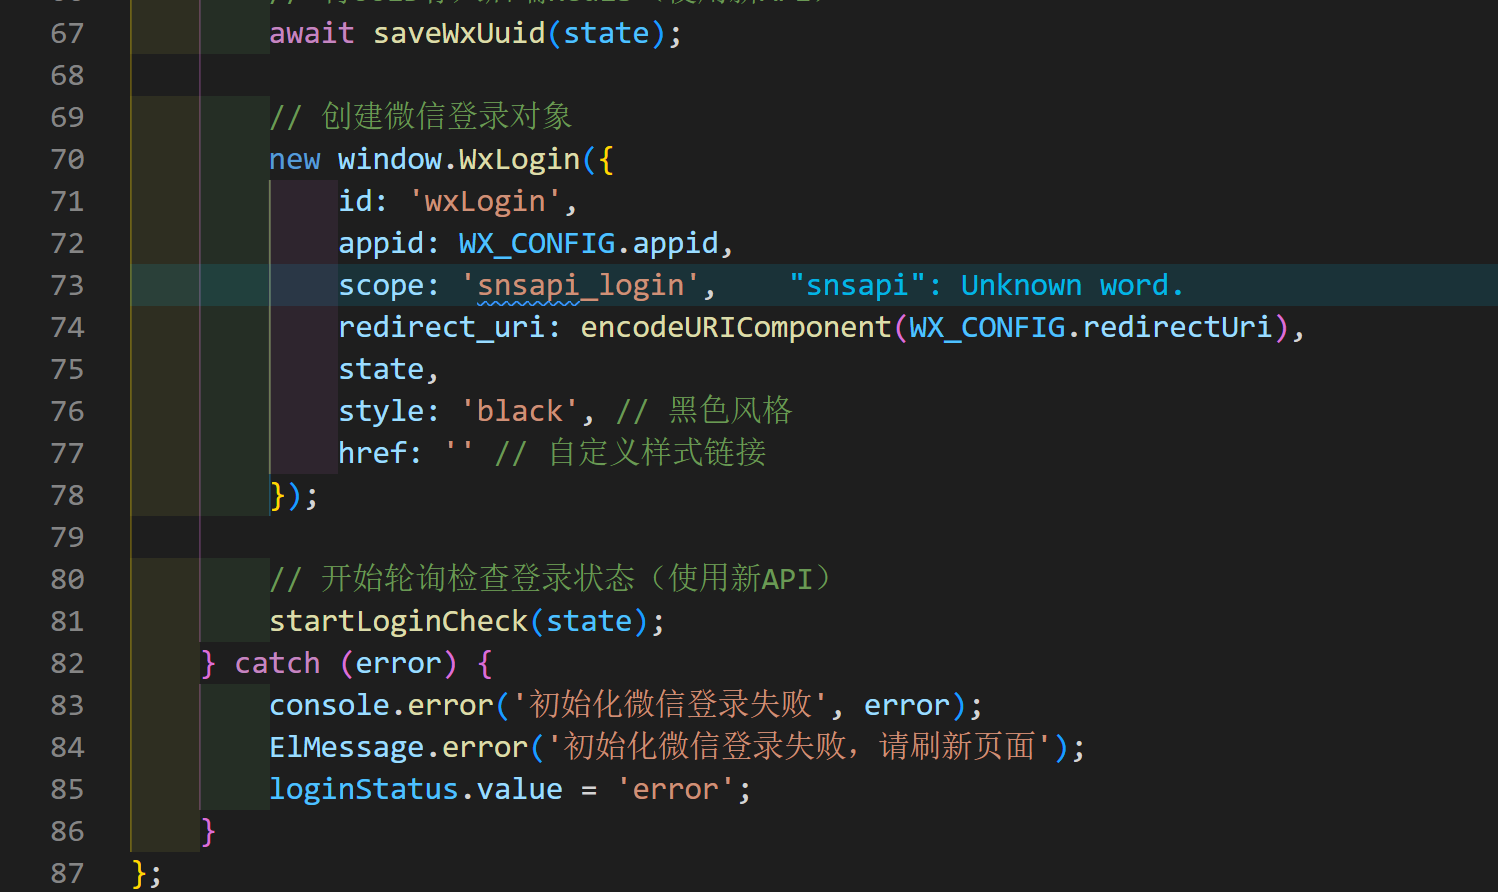 67 await saveWxUuid(state);
68
69 // 创建微信登录对象
70 new window.WxLogin({
71 id: 'wxLogin',
72 appid: WX_CONFIG.appid,
73 scope: 'snsapi_login', "snsapi": Unknown word.
74 redirect_uri: encodeURIComponent(WX_CONFIG.redirectUri),
75 state,
76 style: 'black', // 黑色风格
77 href: '' // 自定义样式链接
78 });
79
80 // 开始轮询检查登录状态（使用新API）
81 startLoginCheck(state);
82 } catch (error) {
83 console.error('初始化微信登录失败', error);
84 ElMessage.error('初始化微信登录失败，请刷新页面');
85 loginStatus.value = 'error';
86 }
87 };